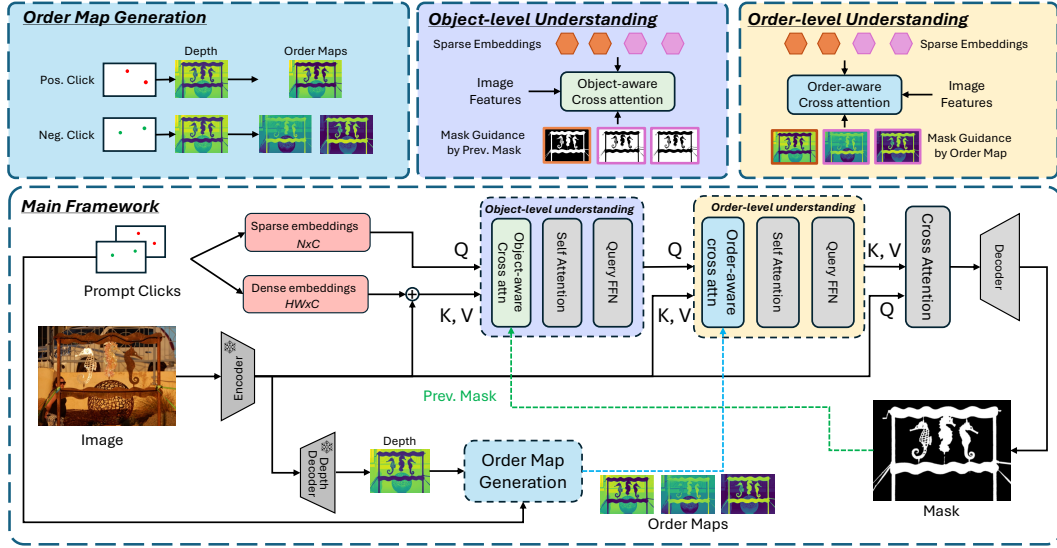 Order Map Generation
Depth
Order Maps
Pos. Click
Neg. Click
Object-level Understanding
Sparse Embeddings
Image
Features
Object-aware
Cross attention
Mask Guidance
by Prev. Mask
Order-level Understanding
Sparse Embeddings
Order-aware
Cross attention
Image
Features
Mask Guidance
by Order Map
Main Framework
Prompt Clicks
Sparse embeddings
NxC
Dense embeddings
HWxC
Q
K, V
Object-level understanding
Object-aware
Cross attn
Self Attention
Query FFN
Q
K, V
Order-level understanding
Order-aware
cross attn
Self Attention
Query FFN
K, V
Q
Cross Attention
Decoder
Image
Encoder
Prev. Mask
Depth
Decoder
Depth
Order Map
Generation
Order Maps
Mask